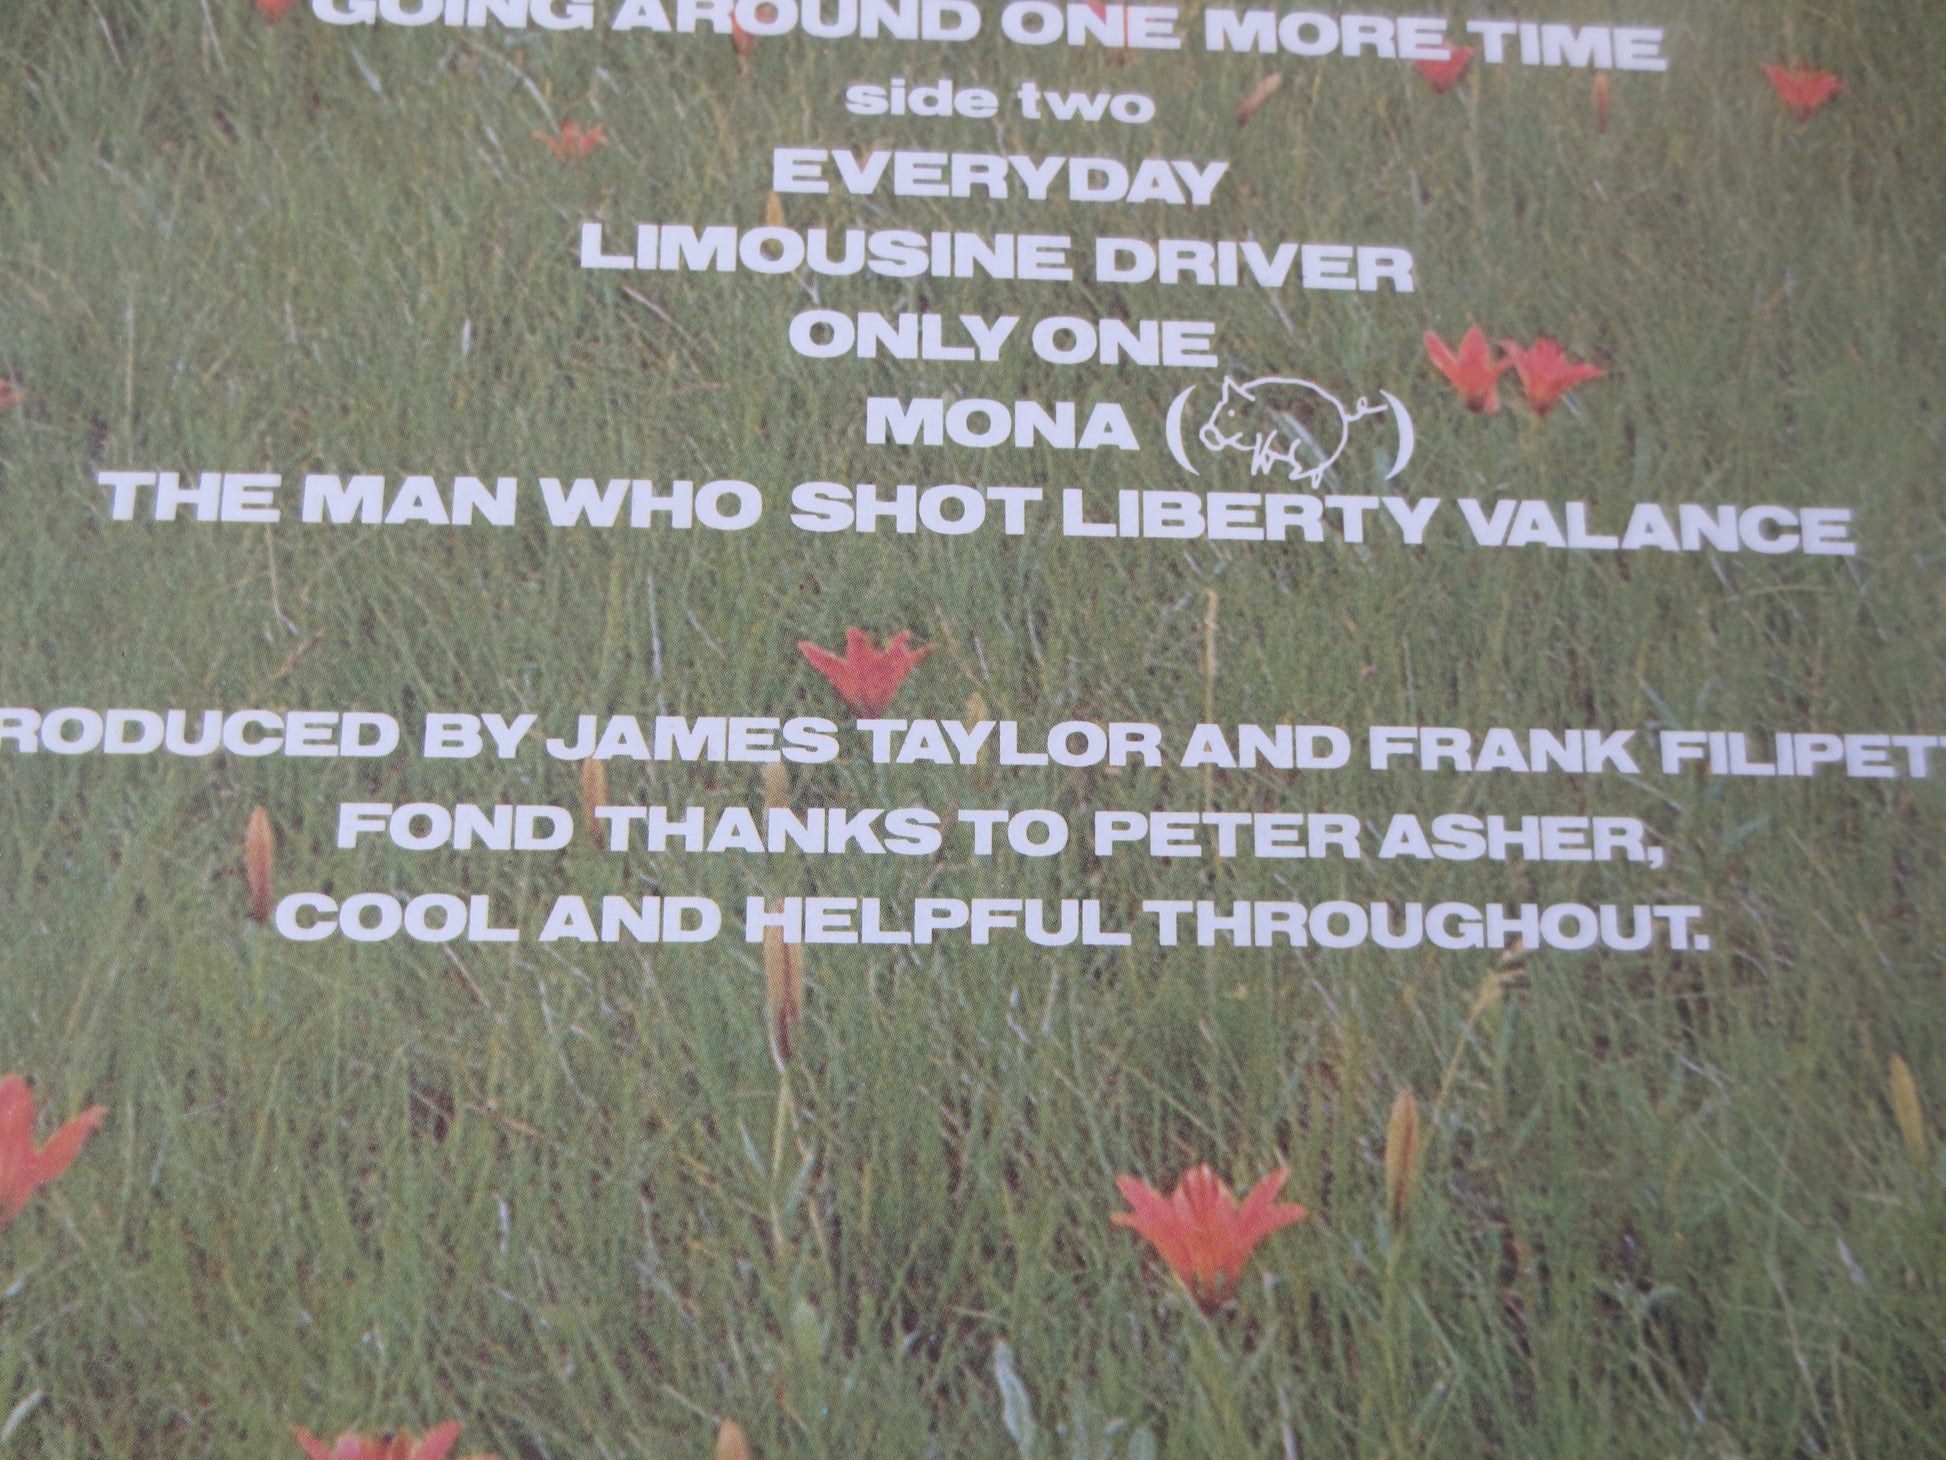 GOING AROUND ONE MORE TIME
side two
EVERYDAY
LIMOUSINE DRIVER
ONLY ONE
MONA ( )
THE MAN WHO SHOT LIBERTY VALANCE
RODUCED BY JAMES TAYLOR AND FRANK FILIPETT
FOND THANKS TO PETER ASHER,
COOL AND HELPFUL THROUGHOUT.